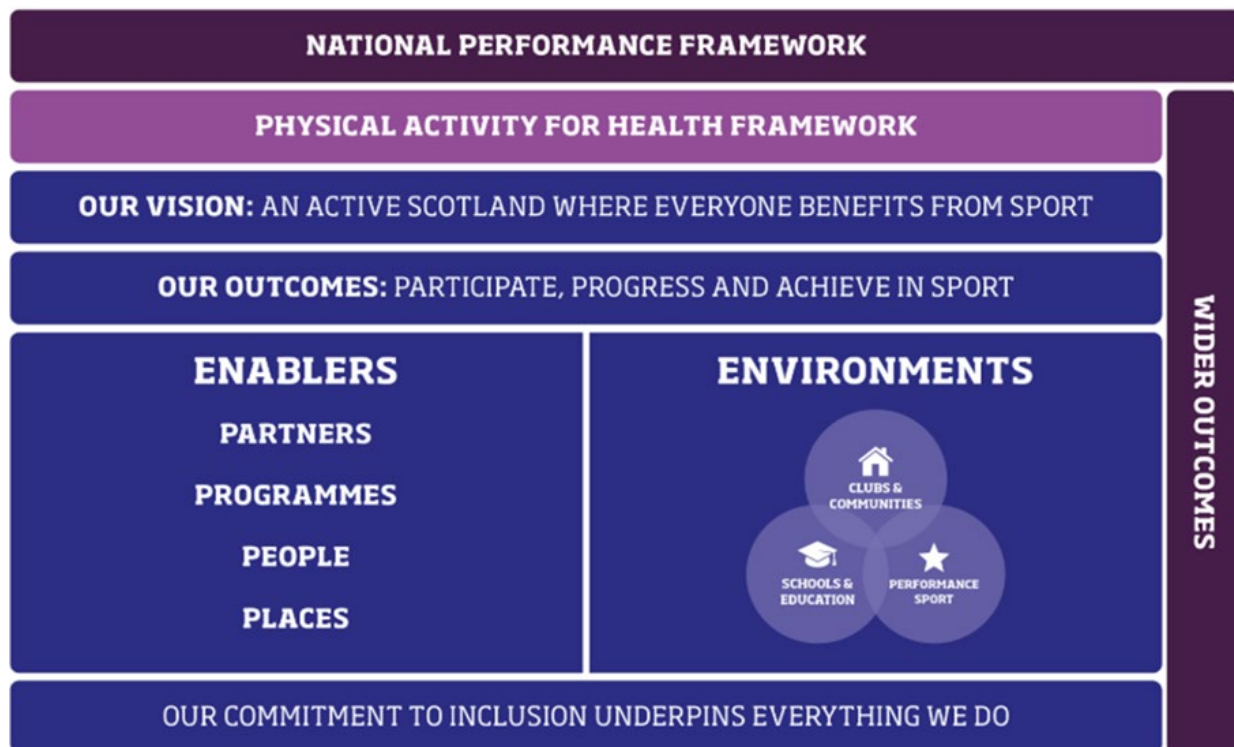 NATIONAL PERFORMANCE FRAMEWORK
PHYSICAL ACTIVITY FOR HEALTH FRAMEWORK
OUR VISION: AN ACTIVE SCOTLAND WHERE EVERYONE BENEFITS FROM SPORT
OUR OUTCOMES: PARTICIPATE, PROGRESS AND ACHIEVE IN SPORT
ENABLERS
PARTNERS
PROGRAMMES
PEOPLE
PLACES
ENVIRONMENTS
CLUBS &
COMMUNITIES
SCHOOLS &
EDUCATION
PERFORMANCE
SPORT
OUR COMMITMENT TO INCLUSION UNDERPINS EVERYTHING WE DO
WIDER OUTCOMES